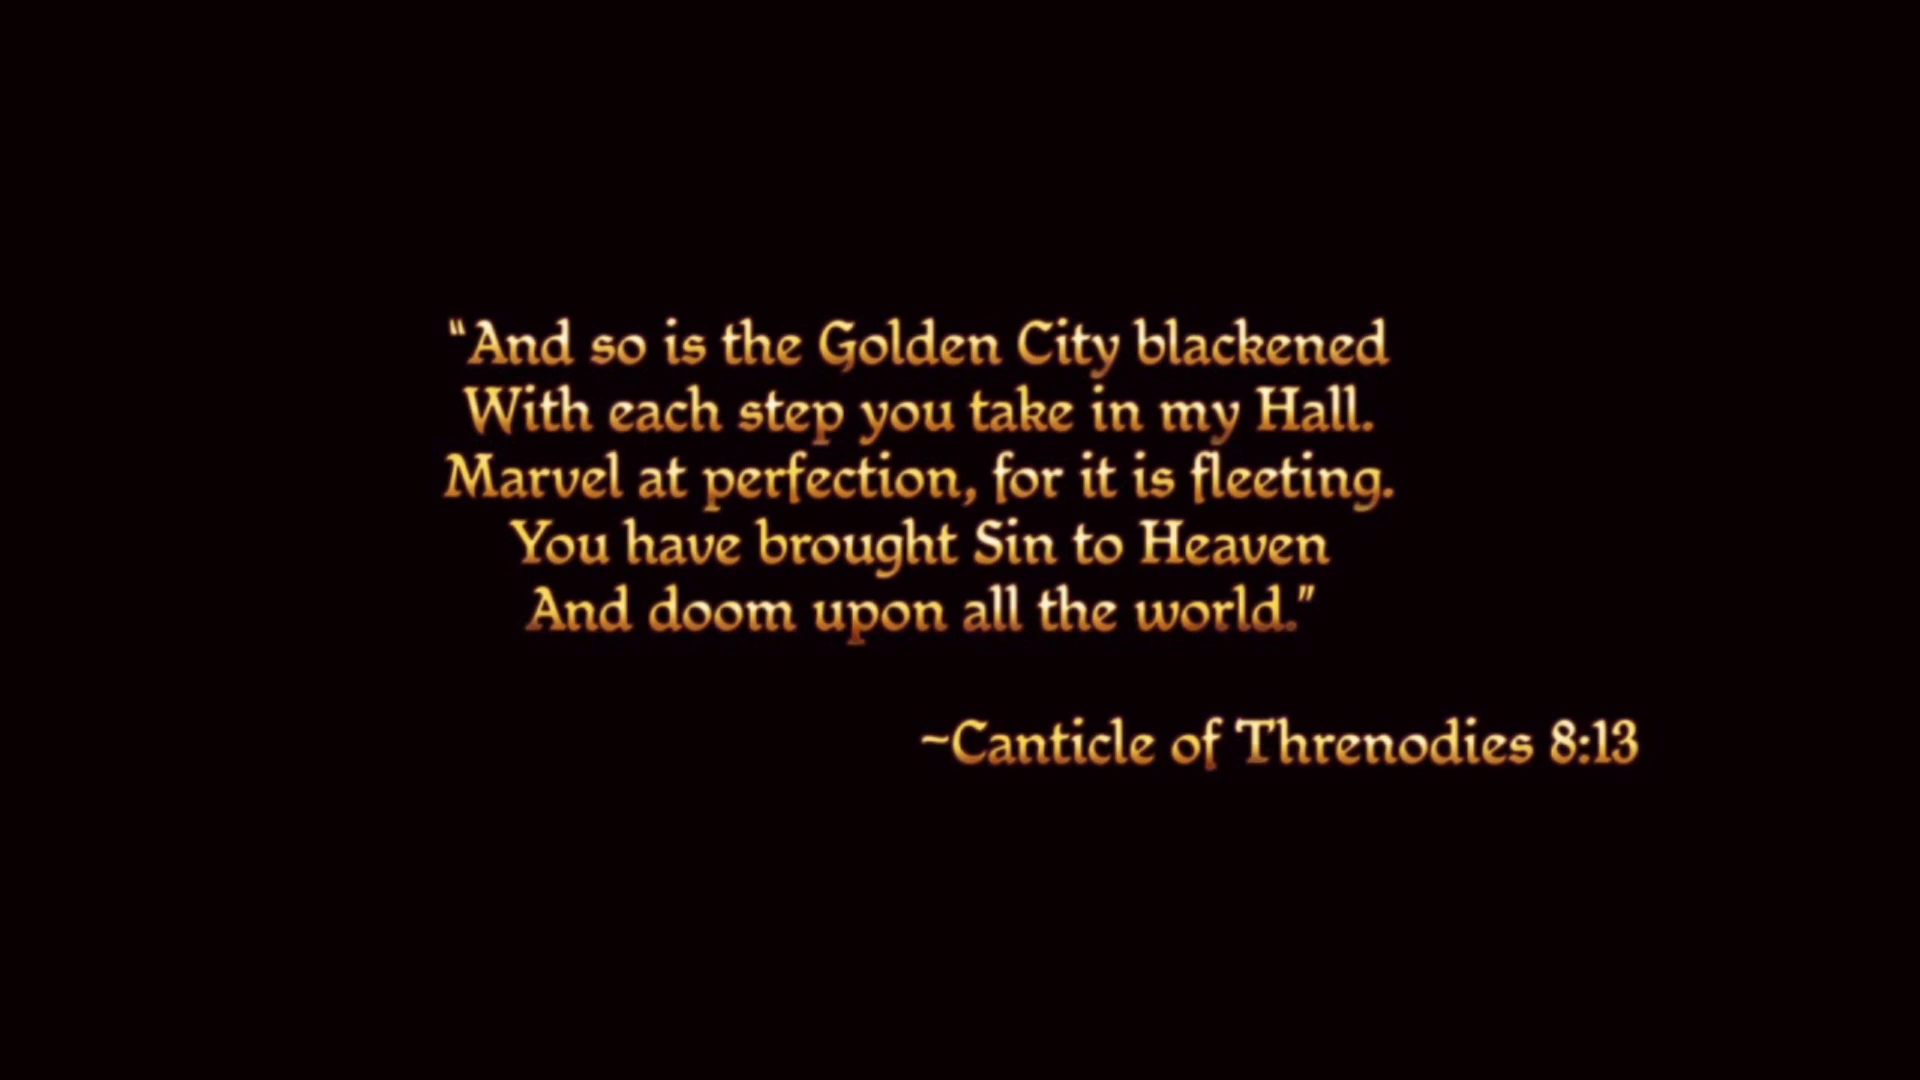 “And so is the Golden City blackened
With each step you take in my Hall.
Marvel at perfection, for it is fleeting.
You have brought Sin to Heaven
And doom upon all the world.”
~Canticle of Threnodies 8:13